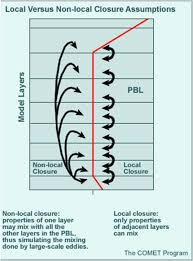 Local Versus Non-local Closure Assumptions
Model Layers
PBL
Non-local
Closure
Local
Closure
Non-local closure:
properties of one layer
may mix with all the
other layers in the PBL,
thus simulating the mixing
done by large-scale eddies.
Local closure:
only properties
of adjacent layers
can mix
The COMET Program